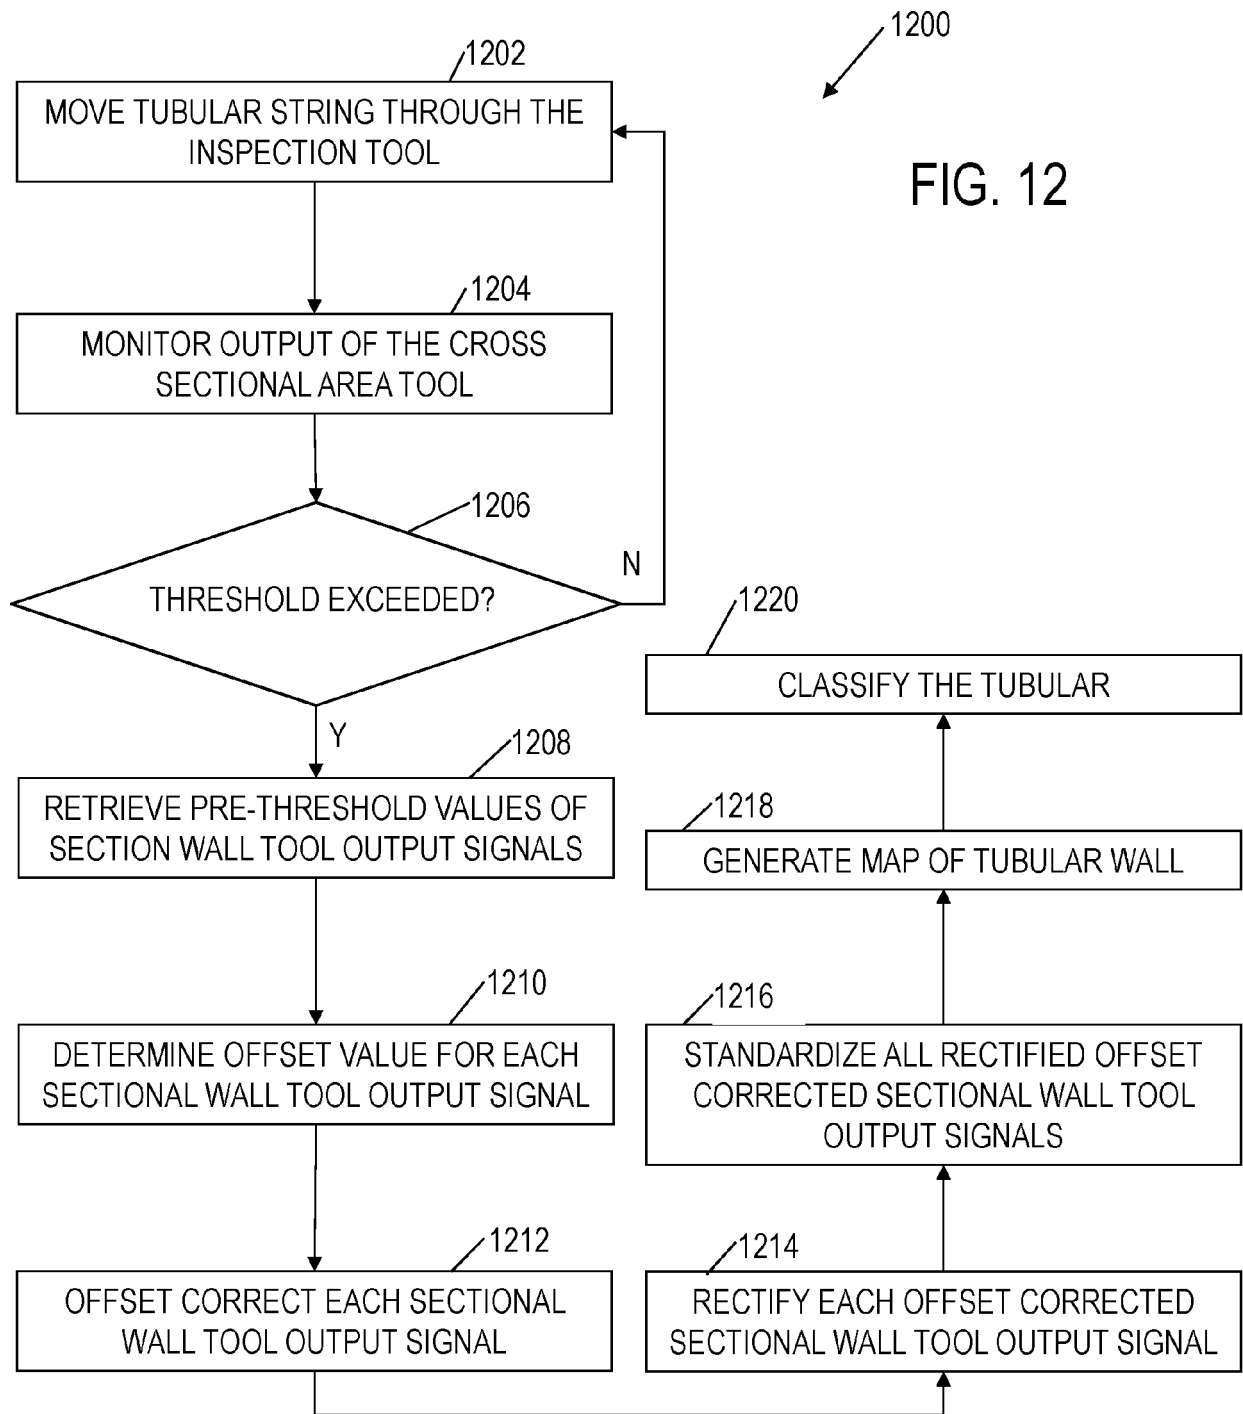 1200
FIG. 12
1202
MOVE TUBULAR STRING THROUGH THE
INSPECTION TOOL
1204
MONITOR OUTPUT OF THE CROSS
SECTIONAL AREA TOOL
1206
THRESHOLD EXCEEDED?
N
Y
1208
RETRIEVE PRE-THRESHOLD VALUES OF
SECTION WALL TOOL OUTPUT SIGNALS
1210
DETERMINE OFFSET VALUE FOR EACH
SECTIONAL WALL TOOL OUTPUT SIGNAL
1212
OFFSET CORRECT EACH SECTIONAL
WALL TOOL OUTPUT SIGNAL
1214
RECTIFY EACH OFFSET CORRECTED
SECTIONAL WALL TOOL OUTPUT SIGNAL
1216
STANDARDIZE ALL RECTIFIED OFFSET
CORRECTED SECTIONAL WALL TOOL
OUTPUT SIGNALS
1218
GENERATE MAP OF TUBULAR WALL
1220
CLASSIFY THE TUBULAR